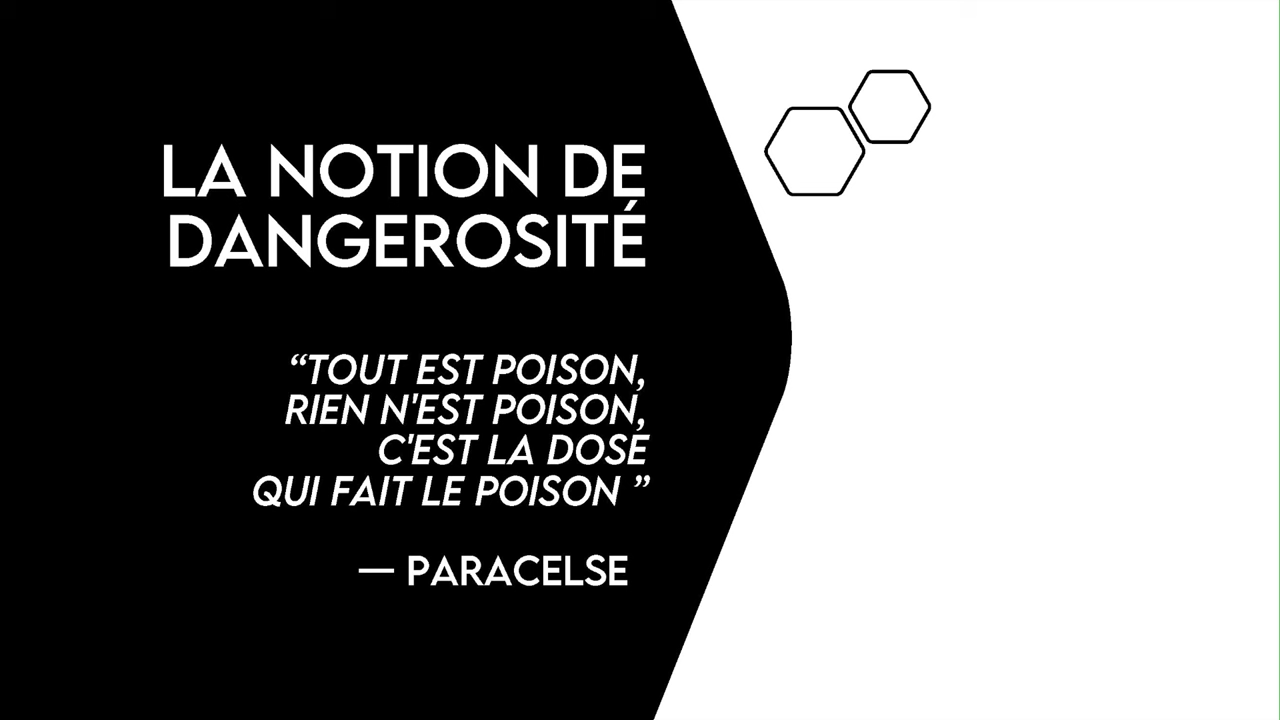 LA NOTION DE
DANGEROSITÉ
“TOUT EST POISON,
RIEN N'EST POISON,
C'EST LA DOSE
QUI FAIT LE POISON ”
— PARACELSE